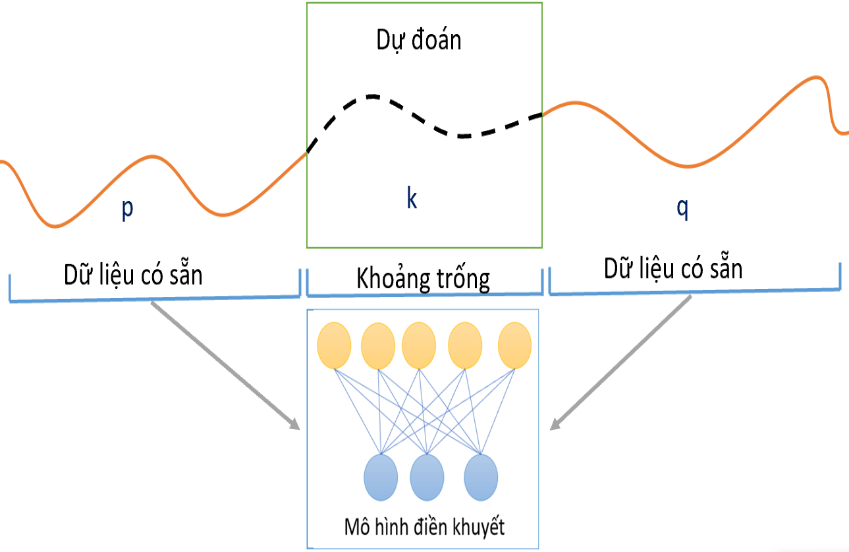 Dự đoán
p
k
q
Dữ liệu có sẵn
Khoảng trống
Dữ liệu có sẵn
Mô hình điền khuyết